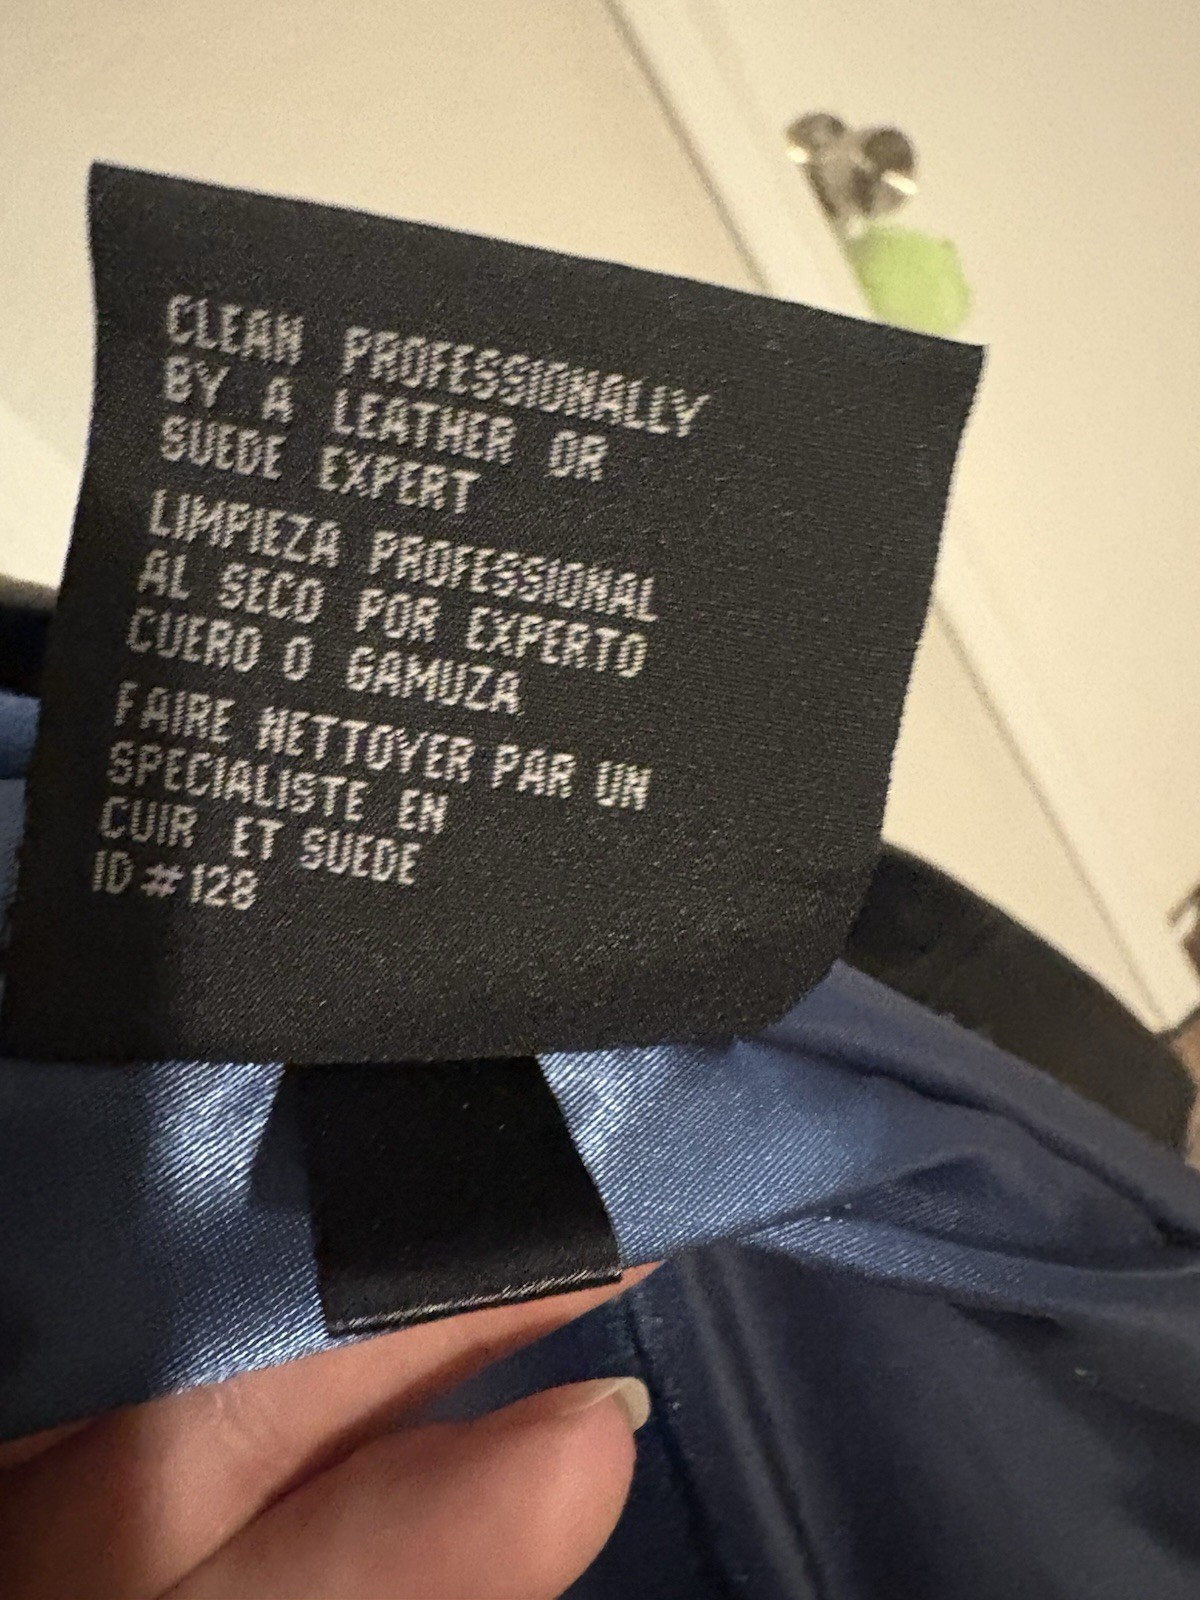 CLEAN PROFESSIONALLY
BY A LEATHER OR
SUEDE EXPERT
LIMPIEZA PROFESSIONAL
AL SECO POR EXPERTO
CUERO O GAMUZA
FAIRE NETTOYER PAR UN
SPECIALISTE EN
CUIR ET SUEDE
ID #128